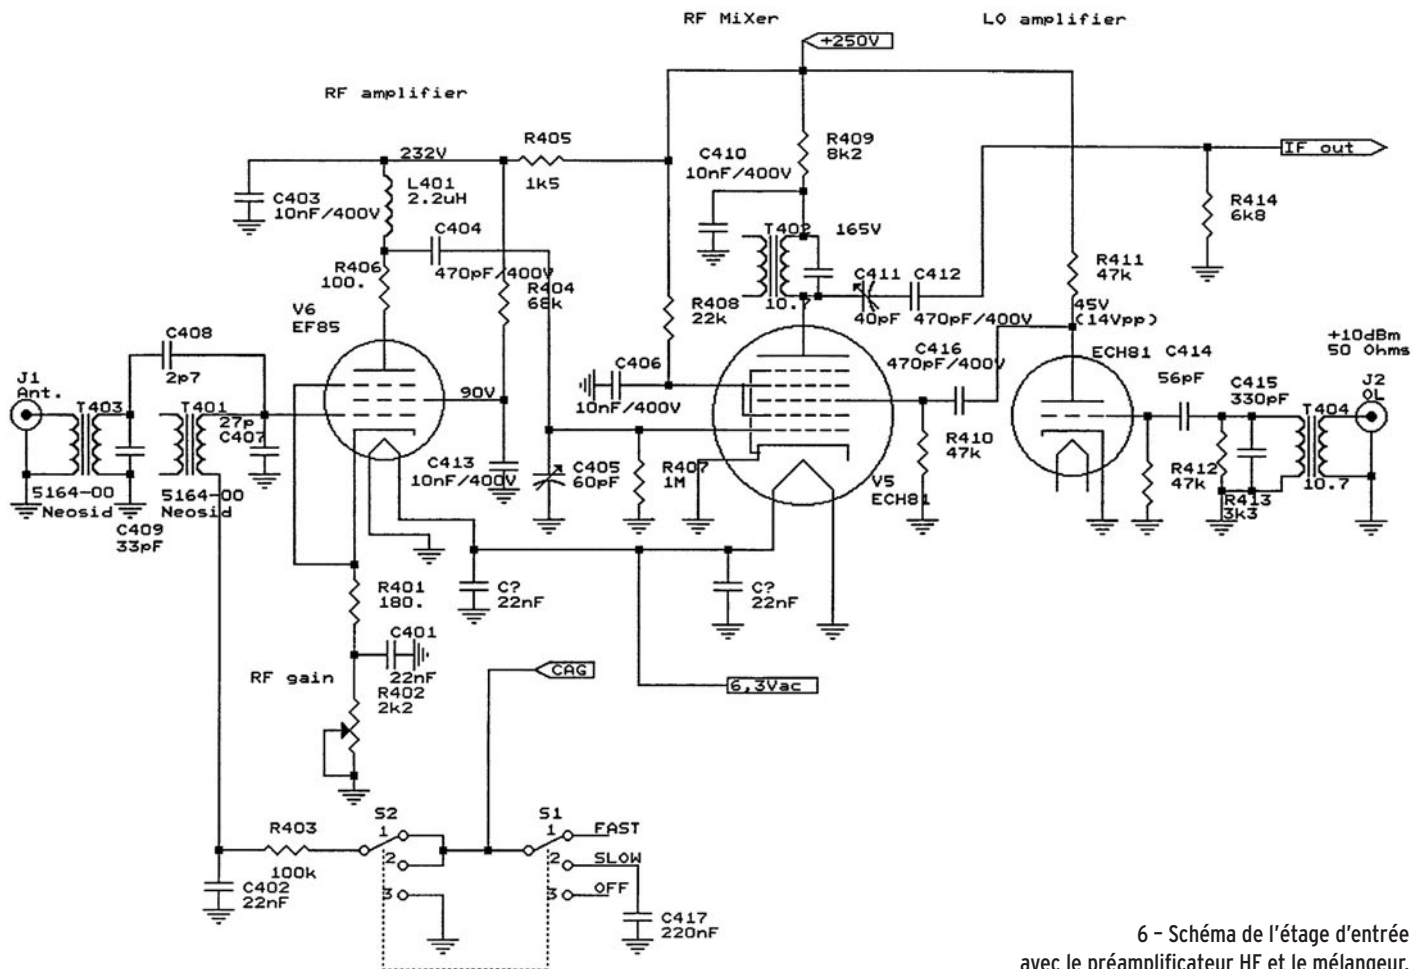 RF MiXer
LO amplifier
+250V
RF amplifier
R405
1k5
232V
C403
10nF/400V
L401
2.2uH
C404
470pF/400V
R406
100.
R404
68k
C410
10nF/400V
R409
8k2
T402
165V
10.7
C411
40pF
C412
470pF/400V
IF out
R414
6k8
R411
47k
45V
(14Vpp)
R408
22k
V6
EF85
C408
2p7
J1
Ant.
T403
T401
27p
C407
5164-00
Neosid
5164-00
Neosid
C409
33pF
90V
C413
10nF/400V
C406
10nF/400V
C405
60pF
R407
1M
V5
ECH81
C416
470pF/400V
R410
47k
ECH81
C414
56pF
C415
330pF
T404
10.7
+10dBm
50 Ohms
J2
OL
R412
47k
R413
3k3
R401
180.
C?
22nF
C?
22nF
C401
22nF
RF gain
R402
2k2
CAG
6,3Vac
S2
1
2
3
S1
1
2
3
FAST
SLOW
OFF
R403
100k
C402
22nF
C417
220nF
6 – Schéma de l'étage d'entrée
avec le préamplificateur HF et le mélangeur.